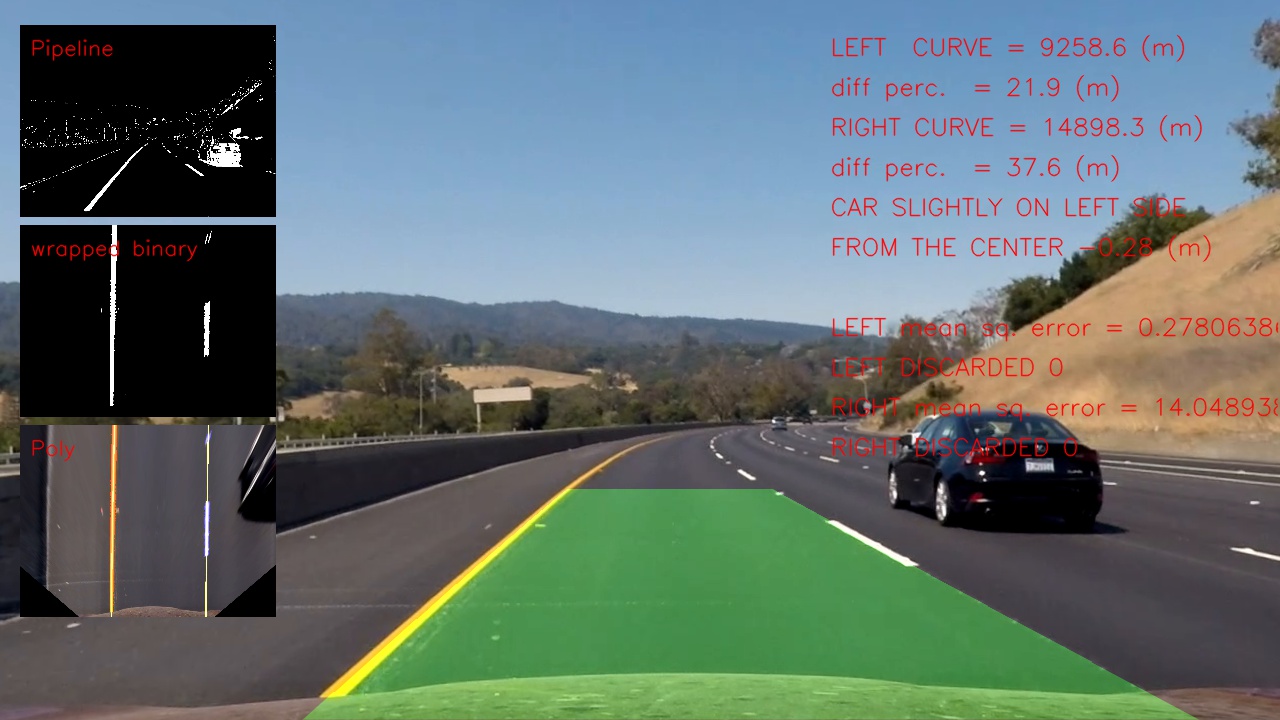 Pipeline
wrapped binary
Poly
LEFT CURVE = 9258.6 (m)
diff perc. = 21.9 (m)
RIGHT CURVE = 14898.3 (m)
diff perc. = 37.6 (m)
CAR SLIGHTLY ON LEFT SIDE
FROM THE CENTER -0.28 (m)
LEFT mean sq. error = 0.2780638
LEFT DISCARDED 0
RIGHT mean sq. error = 14.048938
RIGHT DISCARDED 0